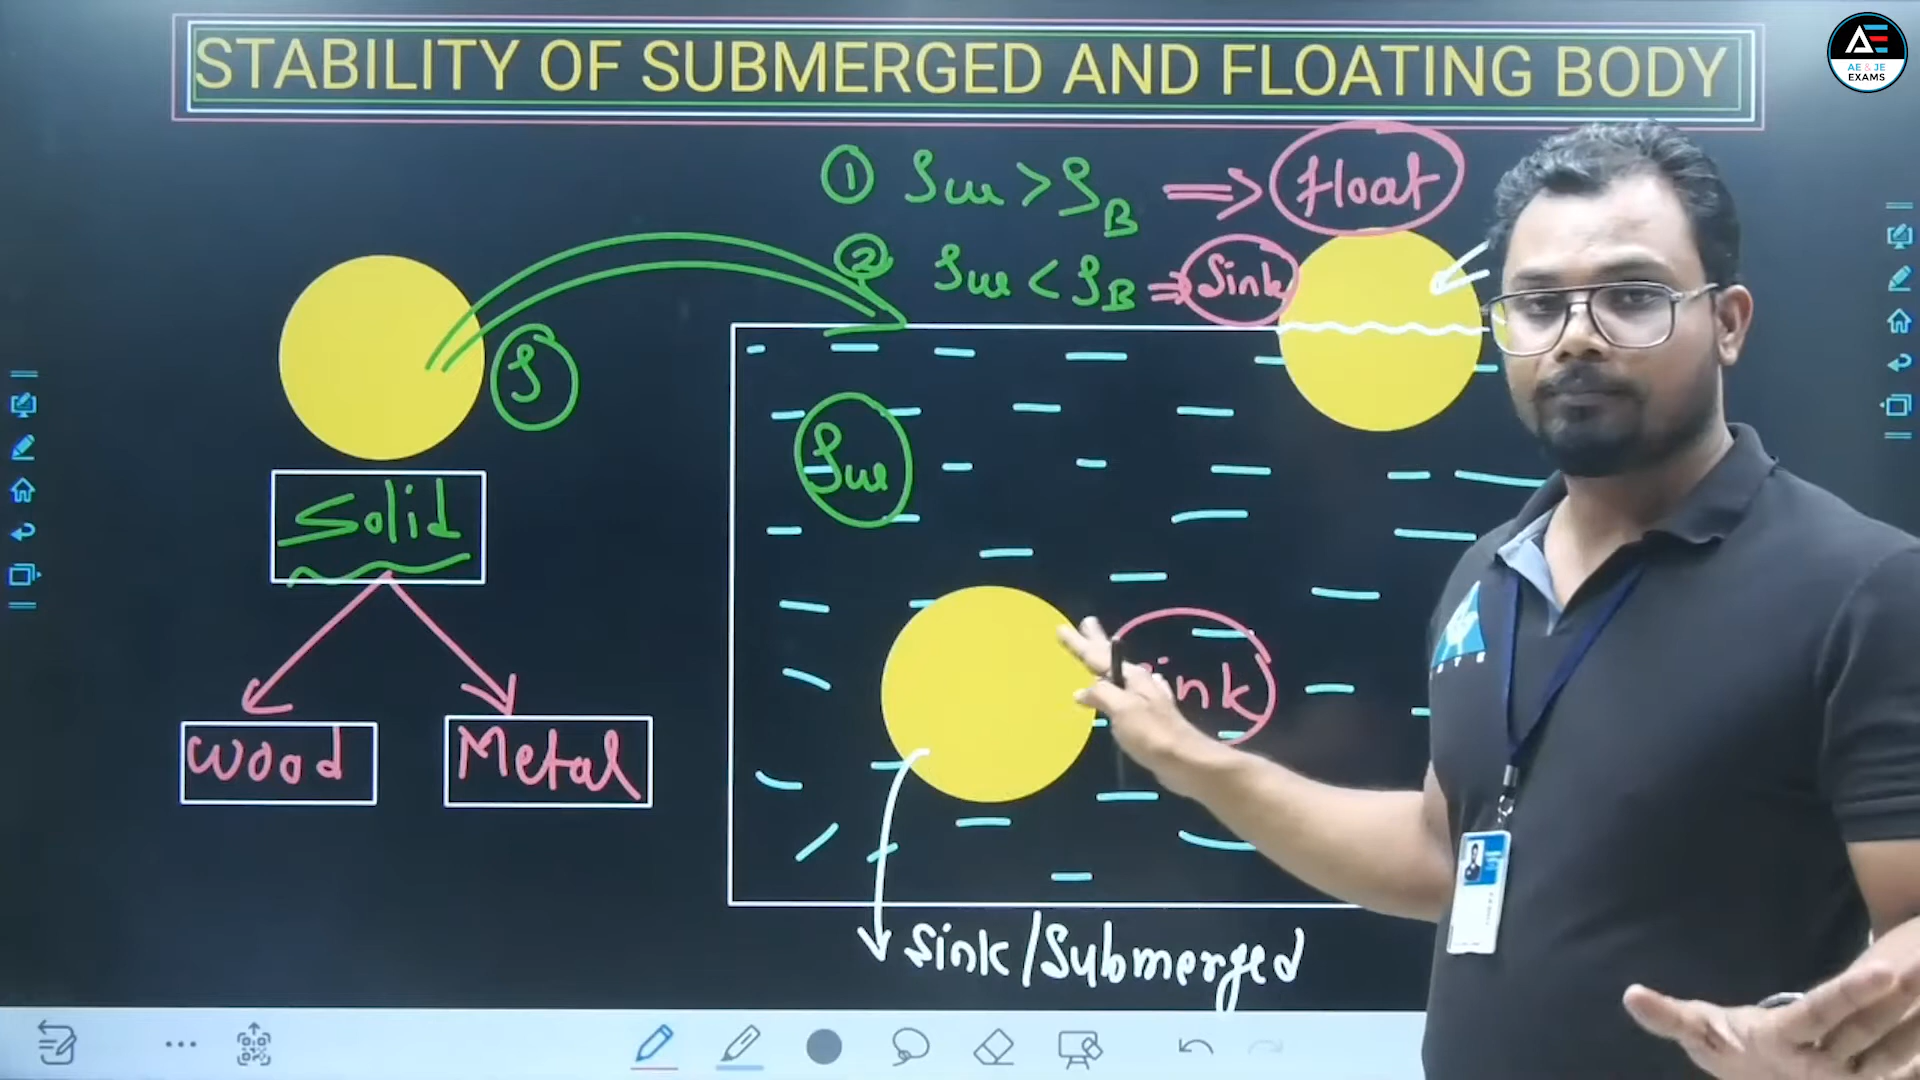 STABILITY OF SUBMERGED AND FLOATING BODY
AE & JE
EXAMS
① ρw > ρB ⇒ float
② ρw < ρB ⇒ Sink
ρ
ρw
Solid
Wood
Metal
Sink/Submerged